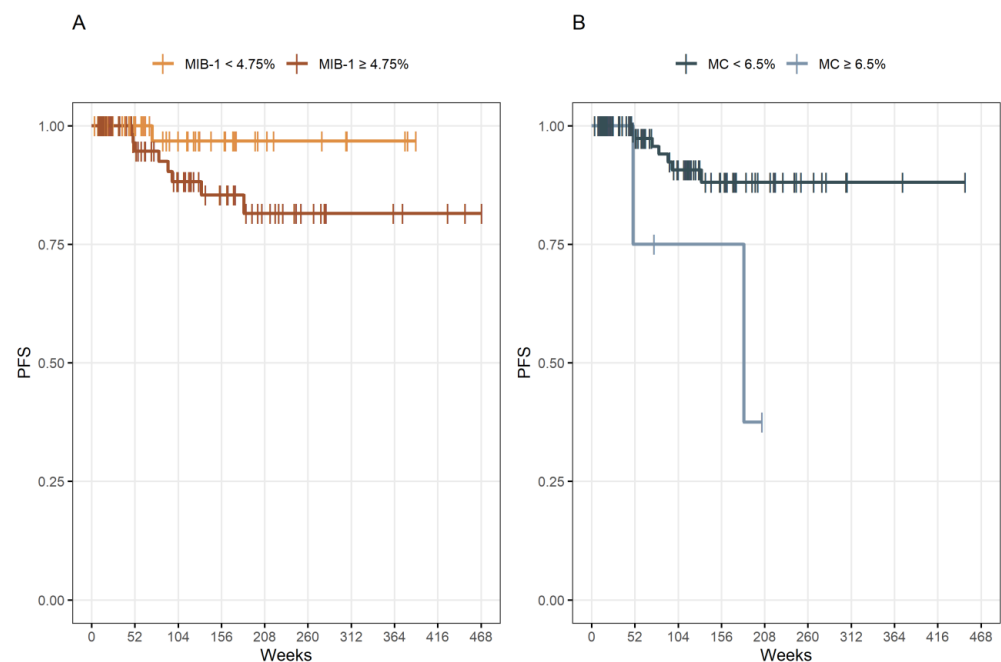 A
MIB-1 < 4.75% MIB-1 ≥ 4.75%
1.00
0.75
0.50
0.25
0.00
PFS
0 52 104 156 208 260 312 364 416 468
Weeks
B
MC < 6.5% MC ≥ 6.5%
1.00
0.75
0.50
0.25
0.00
PFS
0 52 104 156 208 260 312 364 416 468
Weeks